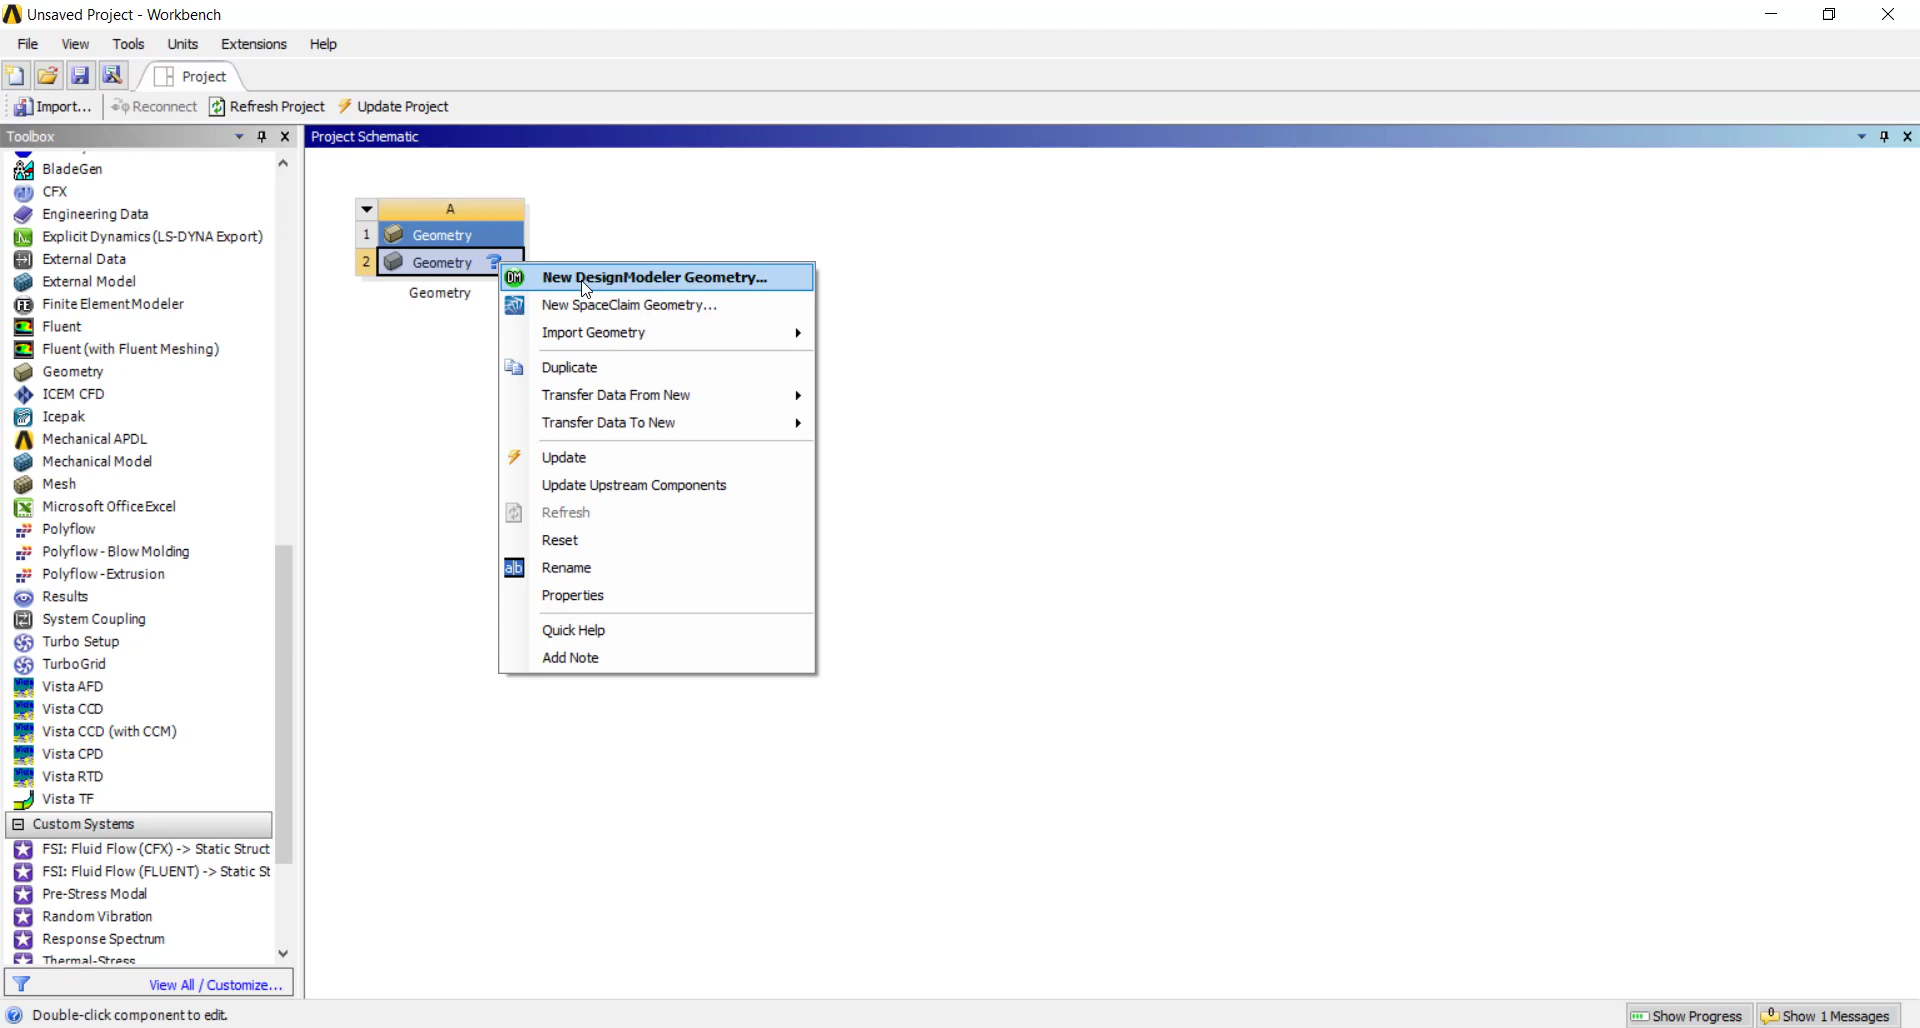 Unsaved Project - Workbench
File View Tools Units Extensions Help
Project
Import... Reconnect Refresh Project Update Project
Toolbox
Project Schematic
BladeGen
CFX
Engineering Data
Explicit Dynamics (LS-DYNA Export)
External Data
External Model
Finite Element Modeler
Fluent
Fluent (with Fluent Meshing)
Geometry
ICEM CFD
Icepak
Mechanical APDL
Mechanical Model
Mesh
Microsoft Office Excel
Polyflow
Polyflow - Blow Molding
Polyflow - Extrusion
Results
System Coupling
Turbo Setup
TurboGrid
Vista AFD
Vista CCD
Vista CCD (with CCM)
Vista CPD
Vista RTD
Vista TF
Custom Systems
FSI: Fluid Flow (CFX) -> Static Struct
FSI: Fluid Flow (FLUENT) -> Static St
Pre-Stress Modal
Random Vibration
Response Spectrum
Thermal-Stress
View All / Customize...
A
1 Geometry
2 Geometry ?
Geometry
DM New DesignModeler Geometry...
New SpaceClaim Geometry...
Import Geometry
Duplicate
Transfer Data From New
Transfer Data To New
Update
Update Upstream Components
Refresh
Reset
a|b Rename
Properties
Quick Help
Add Note
Double-click component to edit.
Show Progress
Show 1 Messages